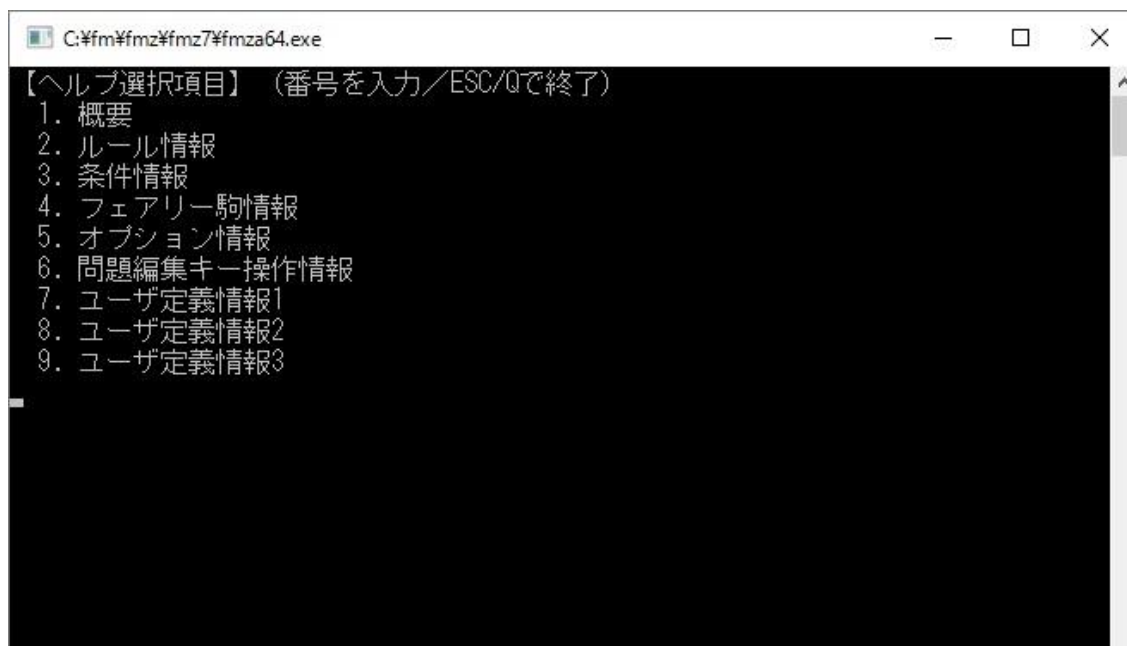 C:¥fm¥fmz¥fmz7¥fmza64.exe
【ヘルプ選択項目】 (番号を入力／ESC/Qで終了)
1. 概要
2. ルール情報
3. 条件情報
4. フェアリー駒情報
5. オプション情報
6. 問題編集キー操作情報
7. ユーザ定義情報1
8. ユーザ定義情報2
9. ユーザ定義情報3